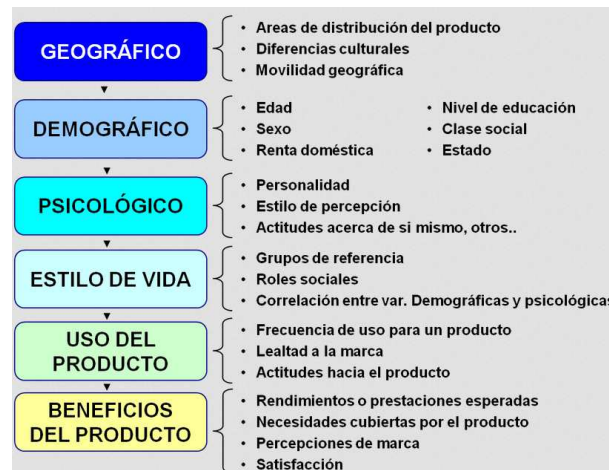 GEOGRÁFICO
• Areas de distribución del producto
• Diferencias culturales
• Movilidad geográfica
DEMOGRÁFICO
• Edad
• Sexo
• Renta doméstica
• Nivel de educación
• Clase social
• Estado
PSICOLÓGICO
• Personalidad
• Estilo de percepción
• Actitudes acerca de si mismo, otros..
ESTILO DE VIDA
• Grupos de referencia
• Roles sociales
• Correlación entre var. Demográficas y psicológicas
USO DEL
PRODUCTO
• Frecuencia de uso para un producto
• Lealtad a la marca
• Actitudes hacia el producto
BENEFICIOS
DEL PRODUCTO
• Rendimientos o prestaciones esperadas
• Necesidades cubiertas por el producto
• Percepciones de marca
• Satisfacción